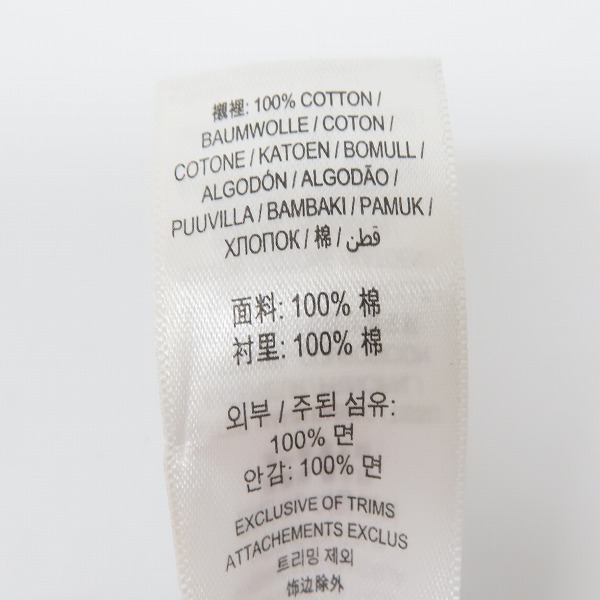 襯裡: 100% COTTON /
BAUMWOLLE / COTON /
COTONE / KATOEN / BOMULL /
ALGODÓN / ALGODÃO /
PUUVILLA / BAMBAKI / PAMUK /
ХЛОПОК / 棉 / قطن
面料: 100% 棉
衬里: 100% 棉
외부 / 주된 섬유:
100% 면
안감: 100% 면
EXCLUSIVE OF TRIMS
ATTACHEMENTS EXCLUS
트리밍 제외
饰边除外